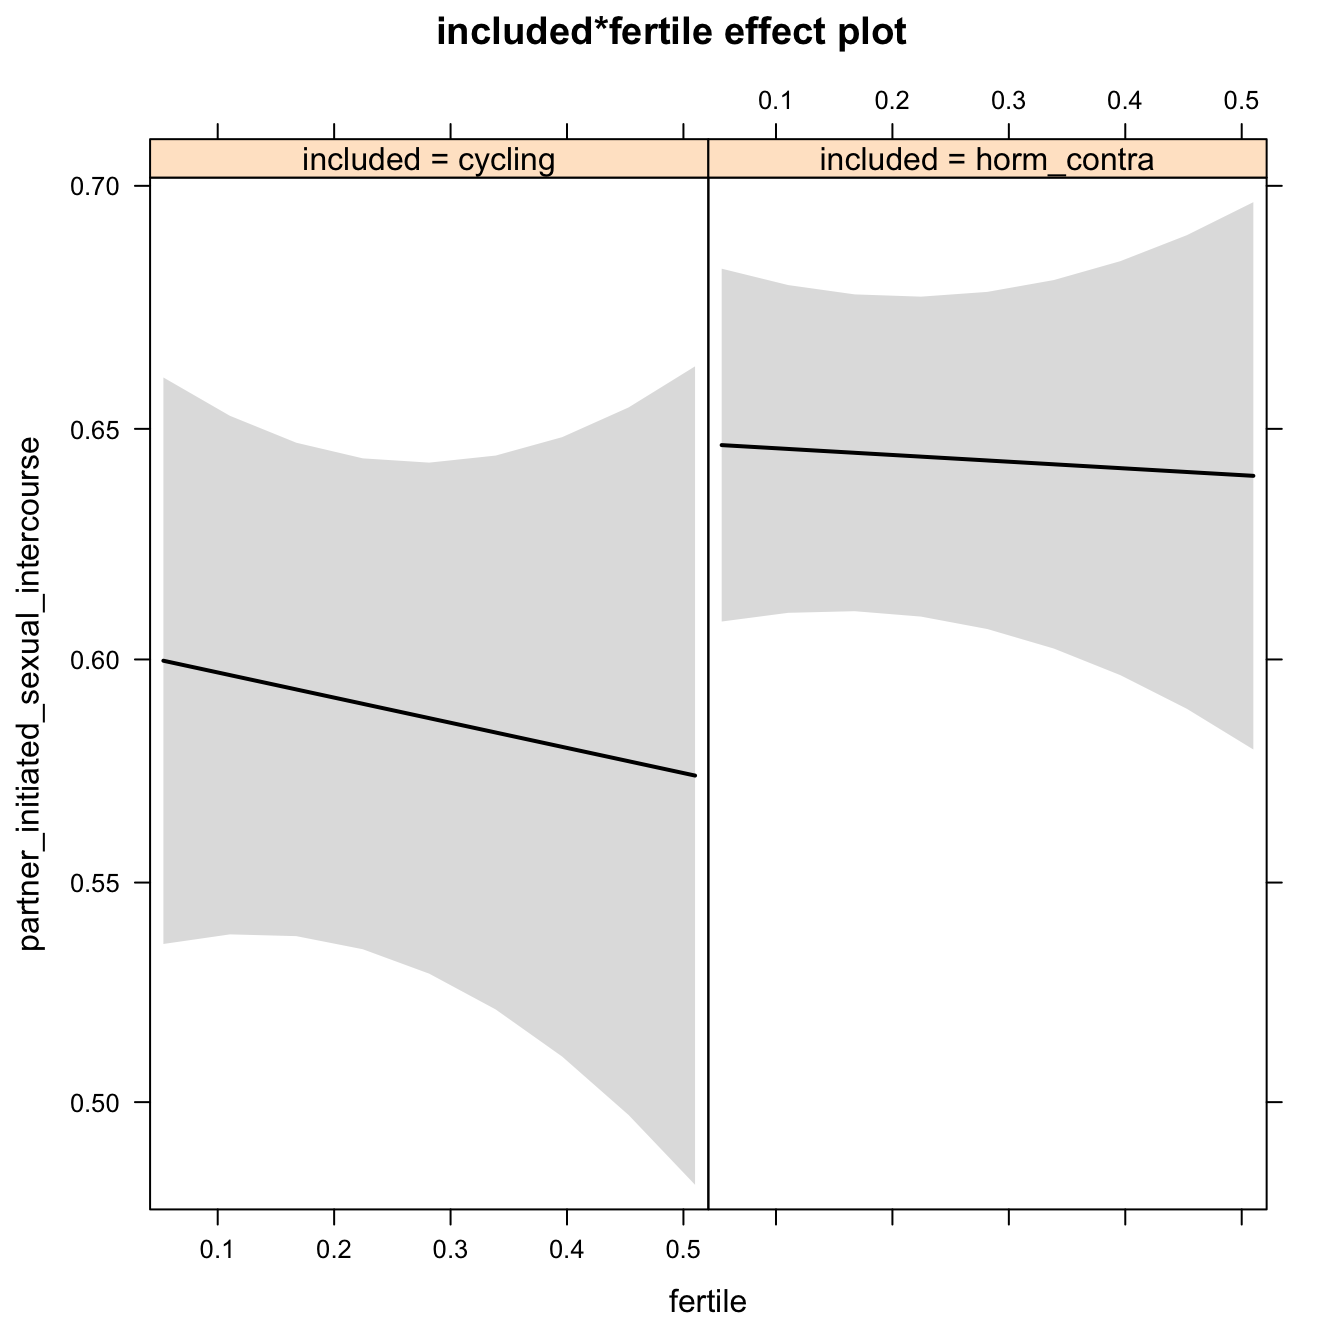 included*fertile effect plot
0.1 0.2 0.3 0.4 0.5
included = cycling included = horm_contra
0.70
0.65
0.60
0.55
0.50
partner_initiated_sexual_intercourse
0.1 0.2 0.3 0.4 0.5
fertile